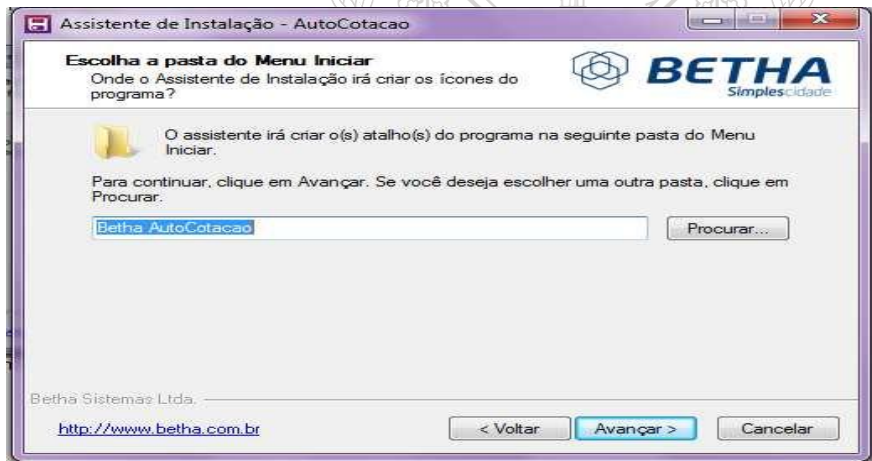 Assistente de Instalação - AutoCotacao
Escolha a pasta do Menu Iniciar
Onde o Assistente de Instalação irá criar os ícones do
programa?
BETHA
Simplescidade
O assistente irá criar o(s) atalho(s) do programa na seguinte pasta do Menu
Iniciar.
Para continuar, clique em Avançar. Se você deseja escolher uma outra pasta, clique em
Procurar.
Betha AutoCotacao
Procurar...
Betha Sistemas Ltda.
http://www.betha.com.br
< Voltar
Avançar >
Cancelar